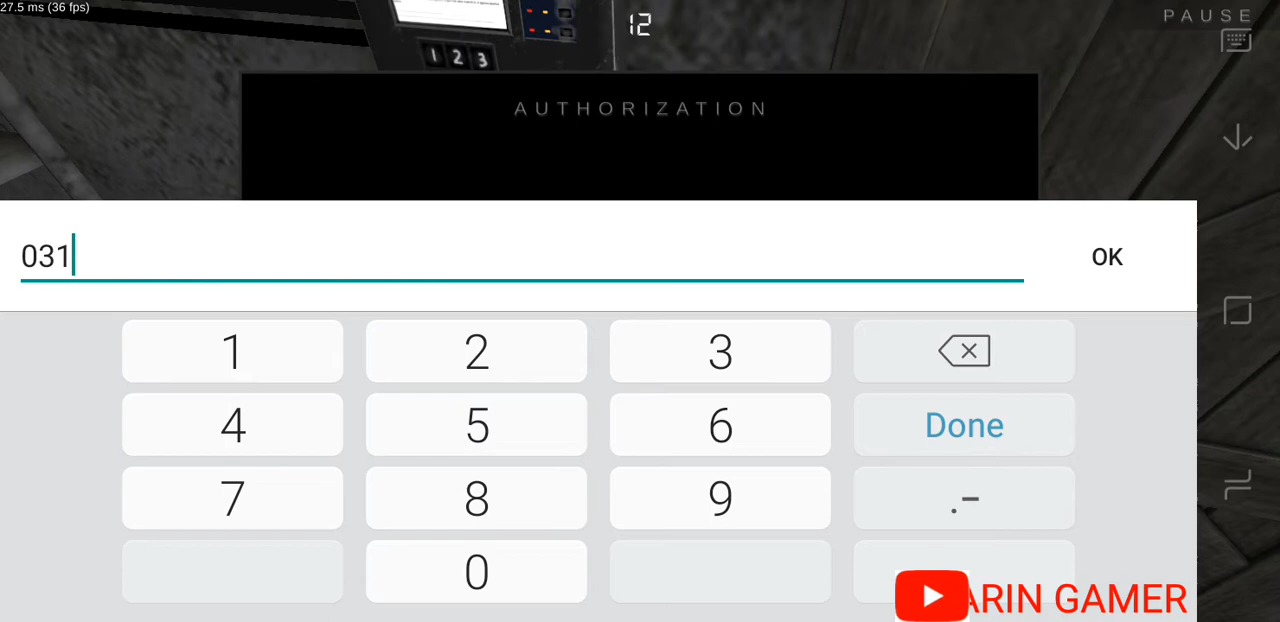 27.5 ms (36 fps)
12
PAUSE
1 2 3
AUTHORIZATION
031
OK
1 2 3
4 5 6 Done
7 8 9 .-
0
ARIN GAMER